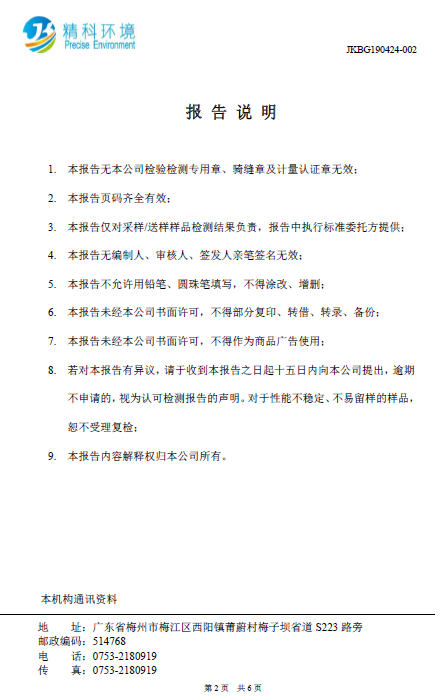 精科环境
Precise Environment
JKBG190424-002
报 告 说 明
1. 本报告无本公司检验检测专用章、骑缝章及计量认证章无效；
2. 本报告页码齐全有效；
3. 本报告仅对采样/送样样品检测结果负责，报告中执行标准委托方提供；
4. 本报告无编制人、审核人、签发人亲笔签名无效；
5. 本报告不允许用铅笔、圆珠笔填写，不得涂改、增删；
6. 本报告未经本公司书面许可，不得部分复印、转借、转录、备份；
7. 本报告未经本公司书面许可，不得作为商品广告使用；
8. 若对本报告有异议，请于收到本报告之日起十五日内向本公司提出，逾期
不申请的，视为认可检测报告的声明。对于性能不稳定、不易留样的样品，
恕不受理复检；
9. 本报告内容解释权归本公司所有。
本机构通讯资料
地 址：广东省梅州市梅江区西阳镇莆蔚村梅子坝省道 S223 路旁
邮政编码：514768
电 话：0753-2180919
传 真：0753-2180919
第 2 页 共 6 页